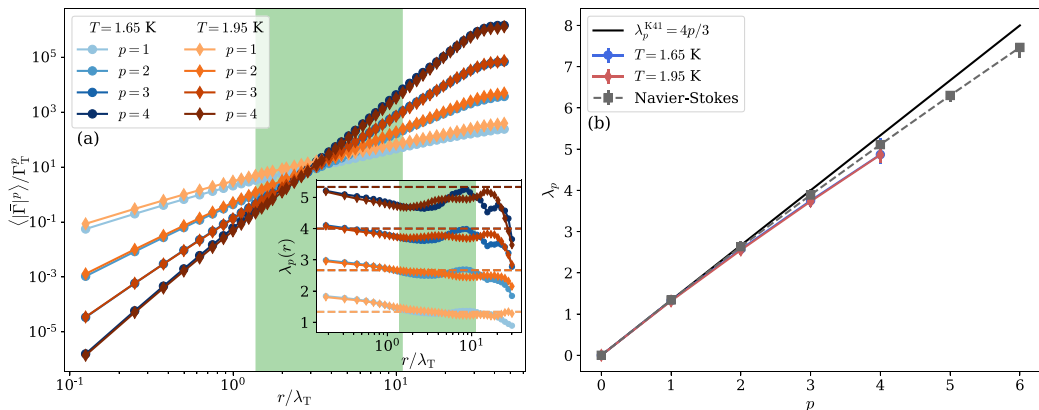 10^5
10^3
10^1
10^-1
10^-3
10^-5
⟨|Γ̄|^p⟩/Γ_T^p
T = 1.65 K
T = 1.95 K
p = 1
p = 1
p = 2
p = 2
p = 3
p = 3
p = 4
p = 4
(a)
5
4
3
2
1
λ_p(r)
10^0
10^1
r/λ_T
10^-1
10^0
10^1
r/λ_T
8
7
6
5
4
3
2
1
0
λ_p
λ_p^K41 = 4p/3
T = 1.65 K
T = 1.95 K
Navier-Stokes
(b)
0
1
2
3
4
5
6
p